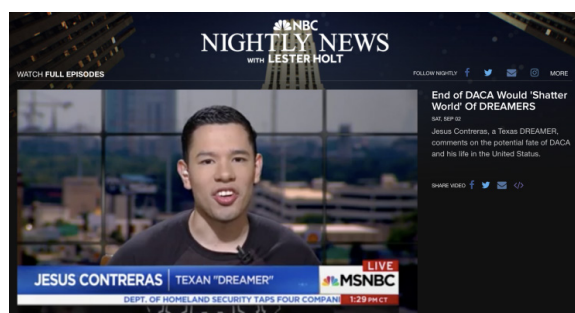 NBC
NIGHTLY NEWS
WITH LESTER HOLT
WATCH FULL EPISODES
FOLLOW NIGHTLY
MORE
End of DACA Would 'Shatter
World' Of DREAMERS
SAT, SEP 02
Jesus Contreras, a Texas DREAMER,
comments on the potential fate of DACA
and his life in the United Status.
SHARE VIDEO
LIVE
JESUS CONTRERAS TEXAN "DREAMER"
MSNBC
DEPT. OF HOMELAND SECURITY TAPS FOUR COMPANI
1:29 PM CT